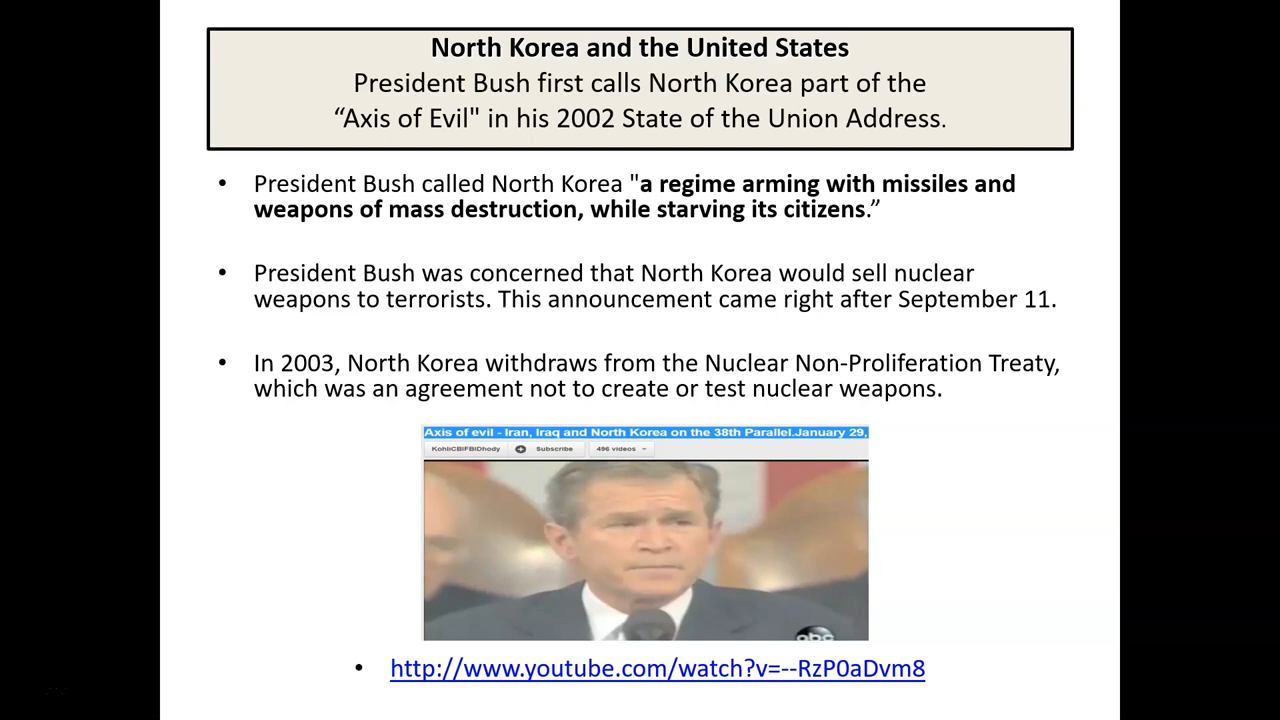 North Korea and the United States
President Bush first calls North Korea part of the
“Axis of Evil" in his 2002 State of the Union Address.
• President Bush called North Korea "a regime arming with missiles and
weapons of mass destruction, while starving its citizens.”
• President Bush was concerned that North Korea would sell nuclear
weapons to terrorists. This announcement came right after September 11.
• In 2003, North Korea withdraws from the Nuclear Non-Proliferation Treaty,
which was an agreement not to create or test nuclear weapons.
Axis of evil - Iran, Iraq and North Korea on the 38th Parallel.January 29,
KohliCBIFBIDhody Subscribe 496 videos
abc
• http://www.youtube.com/watch?v=--RzP0aDvm8